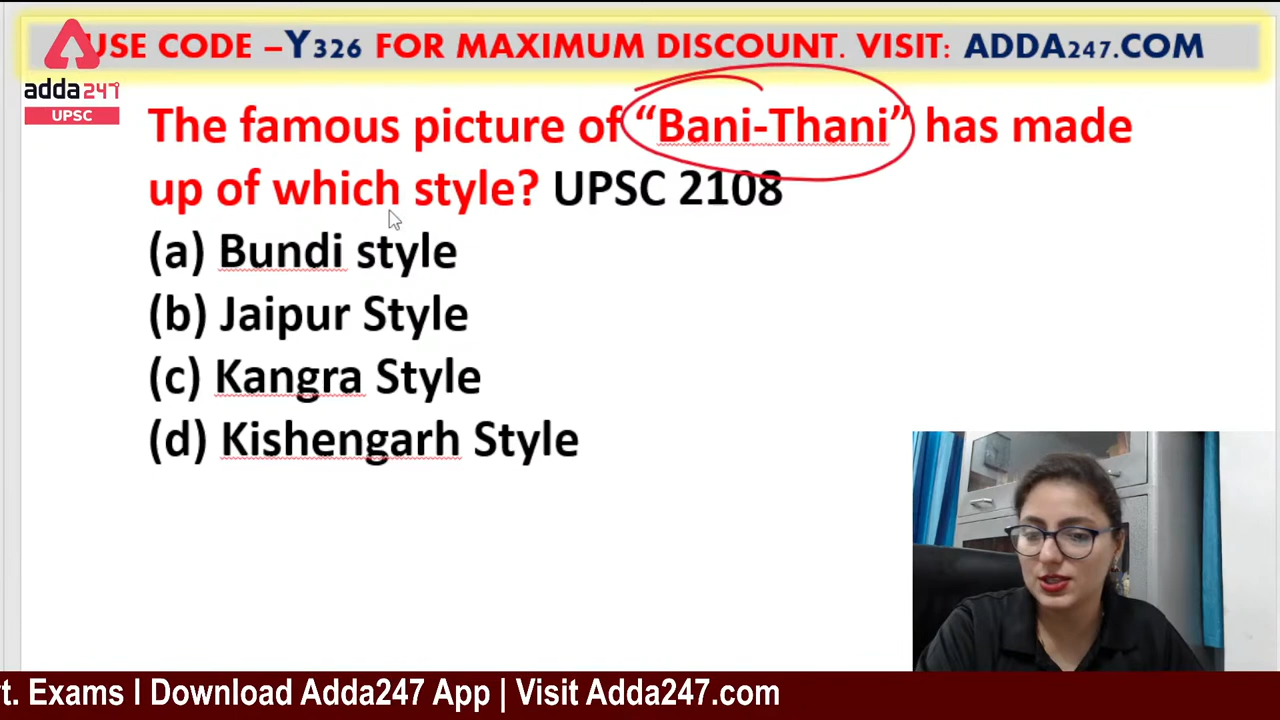 USE CODE –Y326 FOR MAXIMUM DISCOUNT. VISIT: ADDA247.COM
adda247
UPSC
The famous picture of “Bani-Thani” has made
up of which style? UPSC 2108
(a) Bundi style
(b) Jaipur Style
(c) Kangra Style
(d) Kishengarh Style
t. Exams I Download Adda247 App | Visit Adda247.com